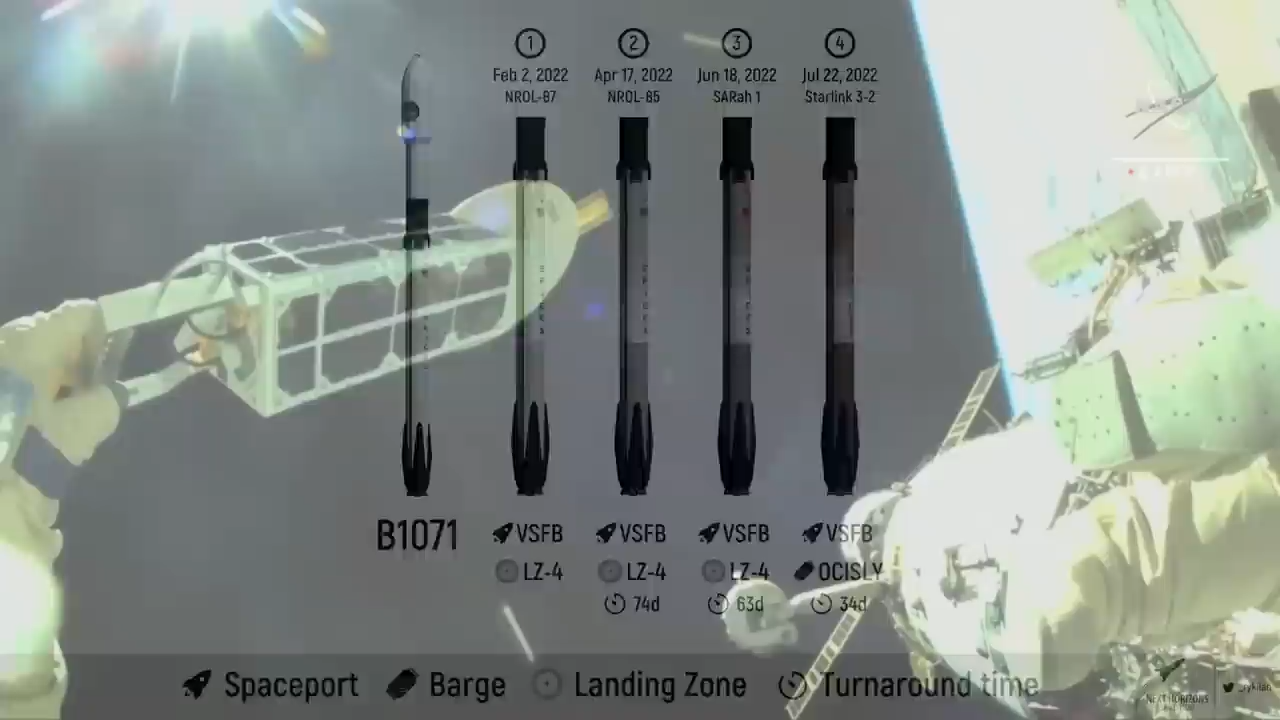 1 2 3 4
Feb 2, 2022 Apr 17, 2022 Jun 18, 2022 Jul 22, 2022
NROL-87 NROL-85 SARah 1 Starlink 3-2
B1071 VSFB VSFB VSFB VSFB
LZ-4 LZ-4 LZ-4 OCISLY
74d 63d 34d
Spaceport Barge Landing Zone Turnaround time
NEXT HORIZONS